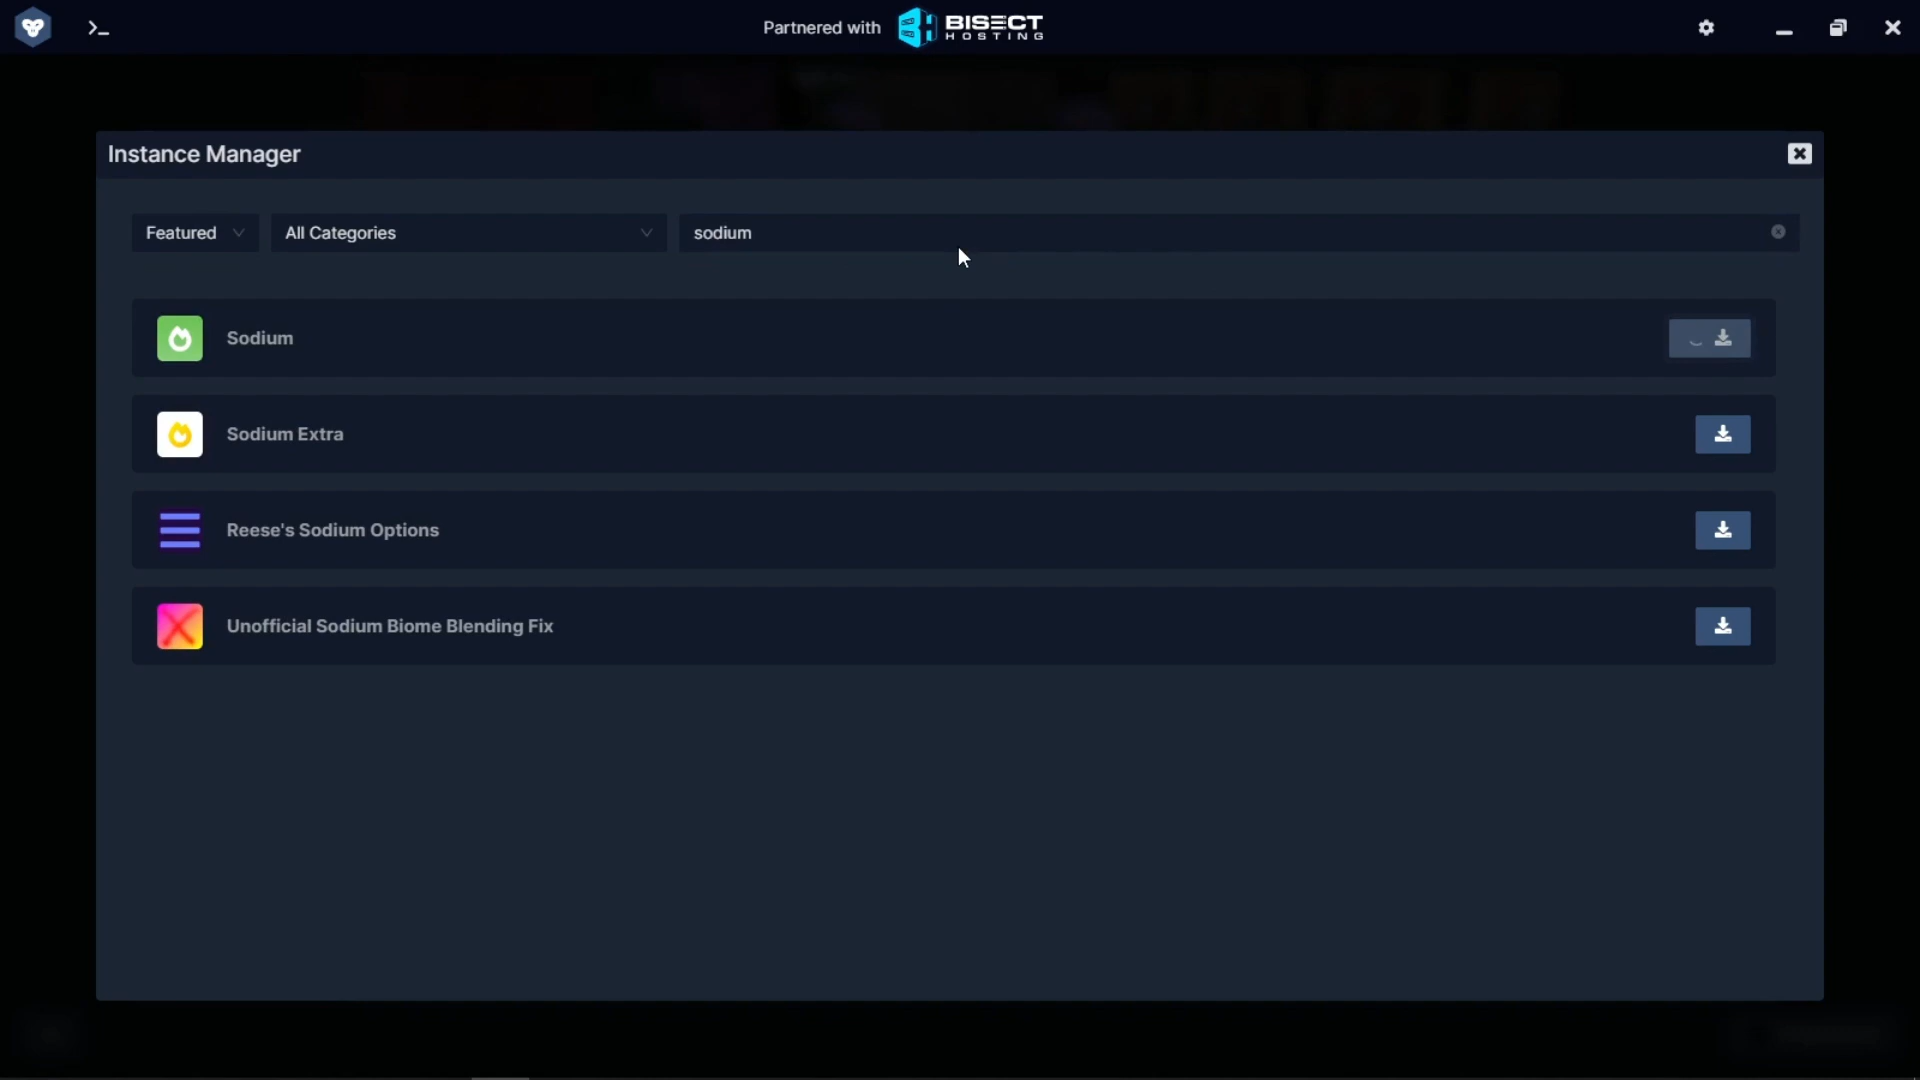 Partnered with BISECT HOSTING
Instance Manager
Featured All Categories sodium
Sodium
Sodium Extra
Reese's Sodium Options
Unofficial Sodium Biome Blending Fix